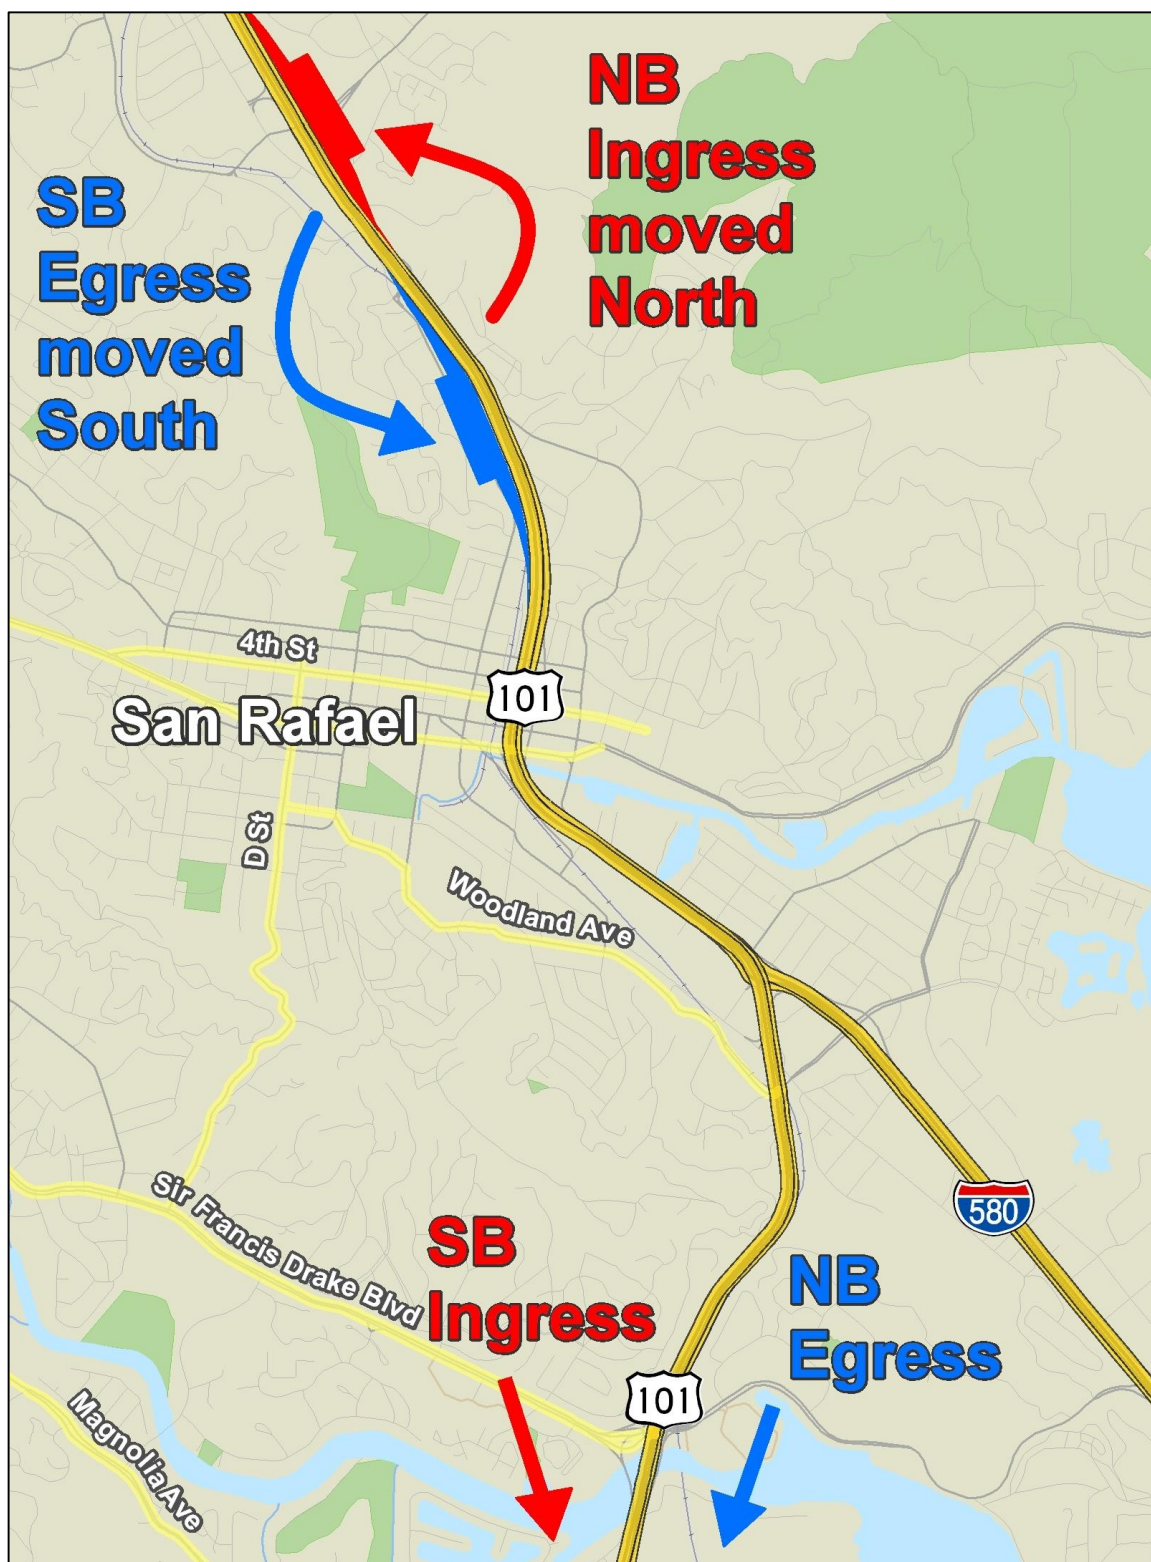 NB
Ingress
moved
North
SB
Egress
moved
South
4th St
101
San Rafael
D St
Woodland Ave
580
Sir Francis Drake Blvd
SB
Ingress
NB
Egress
101
Magnolia Ave